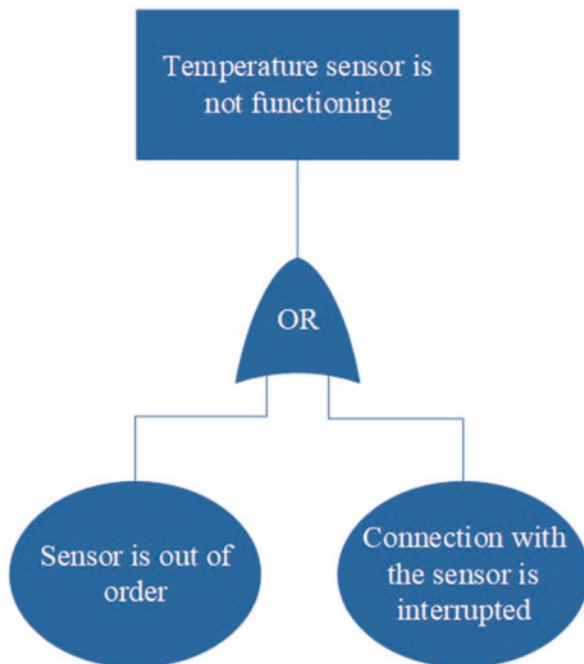 Temperature sensor is
not functioning
OR
Sensor is out of
order
Connection with
the sensor is
interrupted